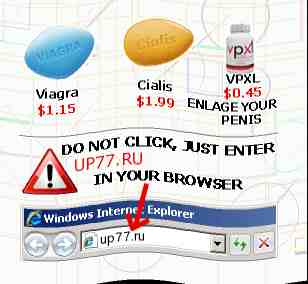 VIAGRA
Cialis
vpxl
Viagra
$1.15
Cialis
$1.99
VPXL
$0.45
ENLAGE YOUR
PENIS
DO NOT CLICK, JUST ENTER
UP77.RU
IN YOUR BROWSER
Windows Internet Explorer
up77.ru